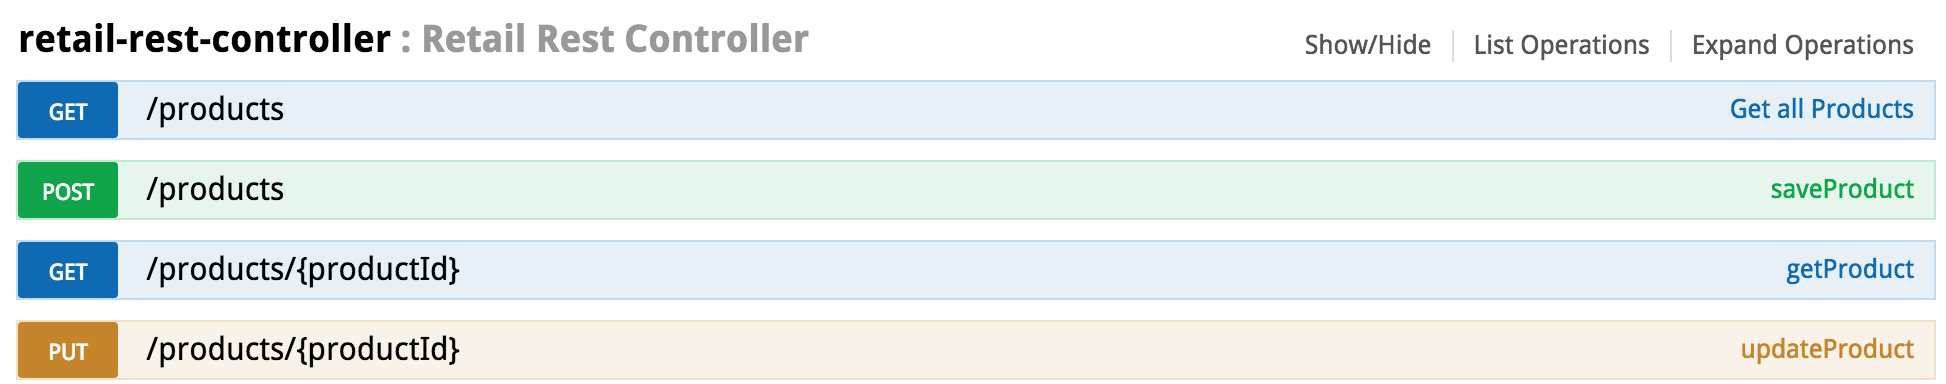 retail-rest-controller : Retail Rest Controller
Show/Hide List Operations Expand Operations
GET /products Get all Products
POST /products saveProduct
GET /products/{productId} getProduct
PUT /products/{productId} updateProduct